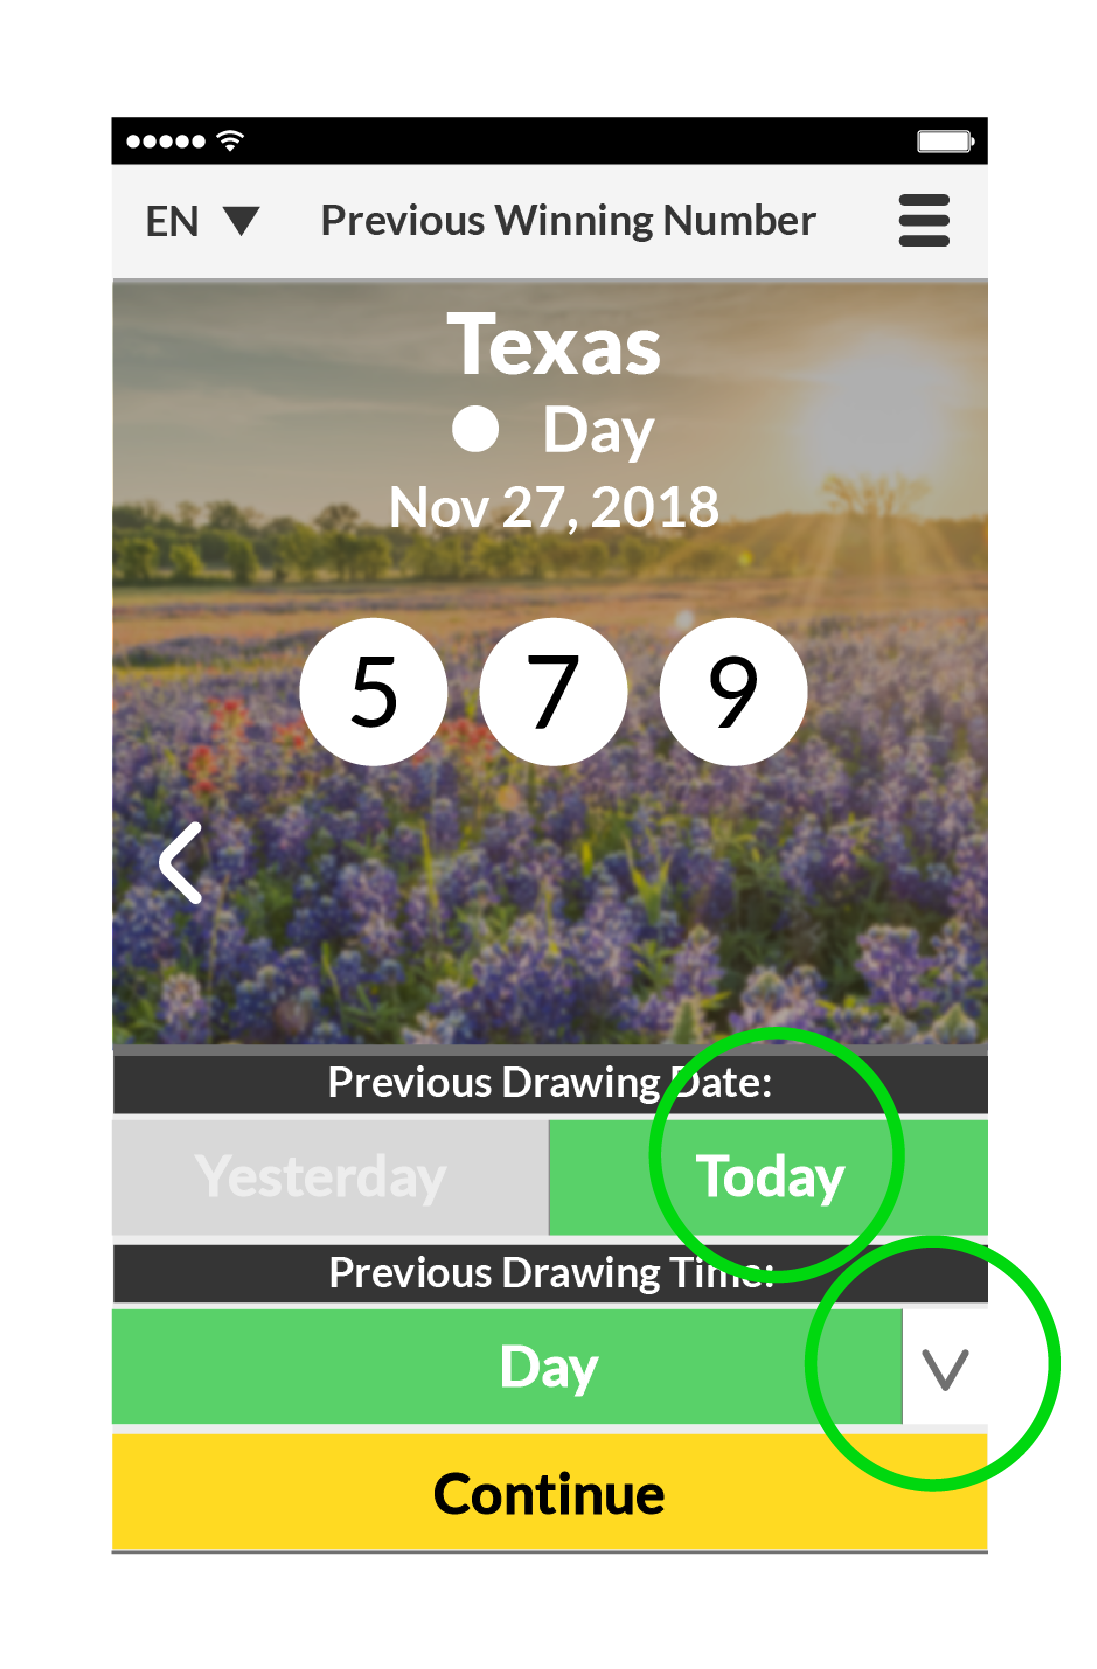 EN Previous Winning Number
Texas
Day
Nov 27, 2018
5 7 9
Previous Drawing Date:
Yesterday Today
Previous Drawing Time:
Day
Continue